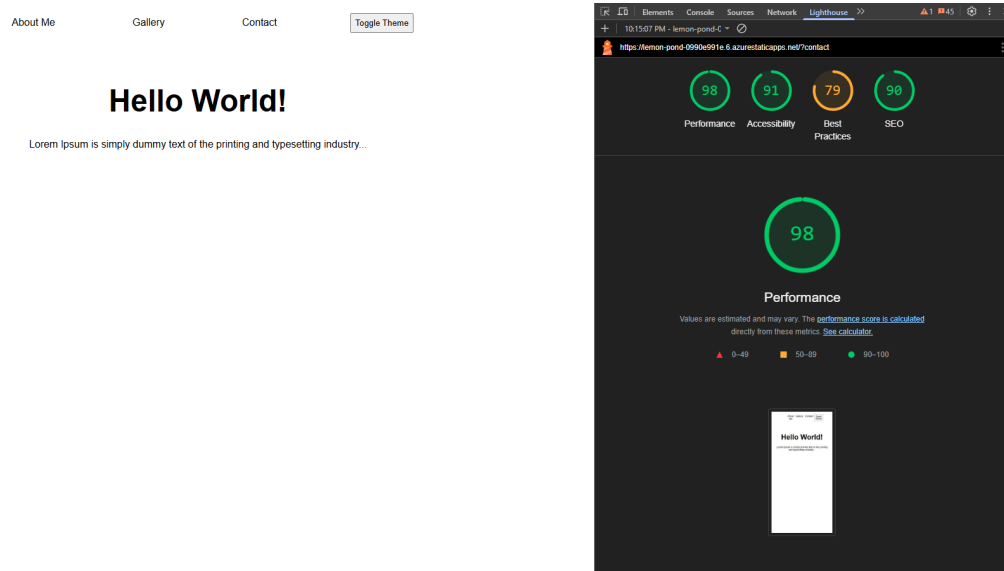 About Me Gallery Contact Toggle Theme
Hello World!
Lorem Ipsum is simply dummy text of the printing and typesetting industry...
Elements Console Sources Network Lighthouse 1 45
10:15:07 PM - lemon-pond-0
https://lemon-pond-0990e991e.6.azurestaticapps.net/?contact
98 91 79 90
Performance Accessibility Best Practices SEO
98
Performance
Values are estimated and may vary. The performance score is calculated
directly from these metrics. See calculator.
0–49 50–89 90–100
Hello World!